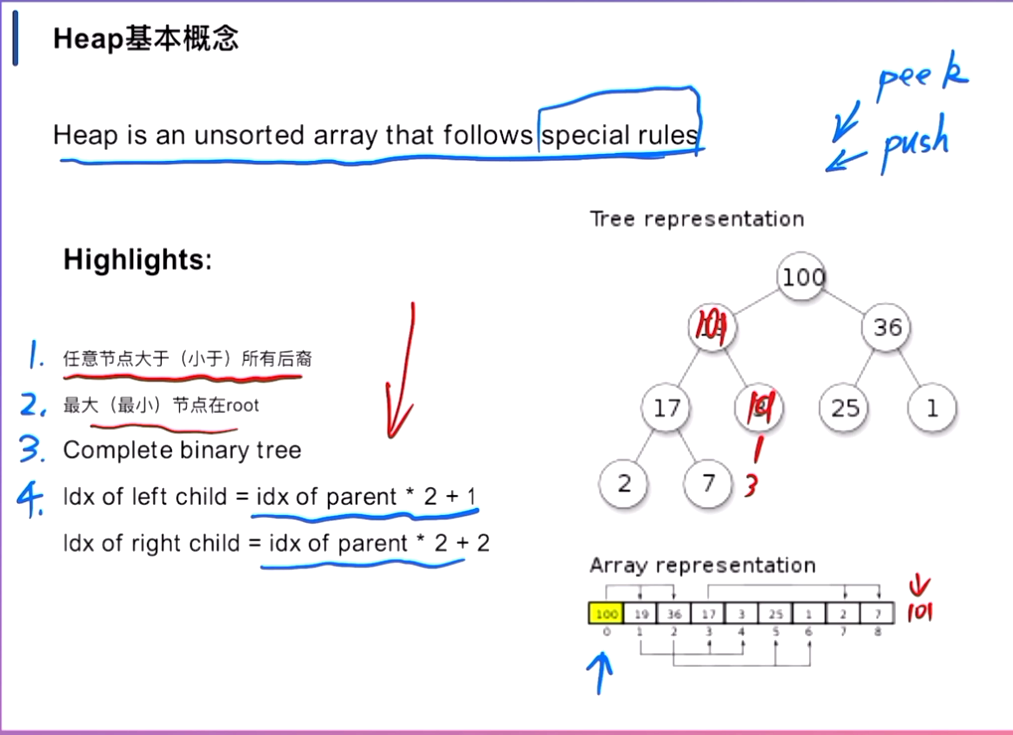 Heap基本概念
peek
push
Heap is an unsorted array that follows special rules
Tree representation
Highlights:
100
36
1. 任意节点大于（小于）所有后裔
2. 最大（最小）节点在root
17
25
1
3. Complete binary tree
2
7
3
4. Idx of left child = idx of parent * 2 + 1
Idx of right child = idx of parent * 2 + 2
Array representation
100 19 36 17 3 25 1 2 7 101
0 1 2 3 4 5 6 7 8